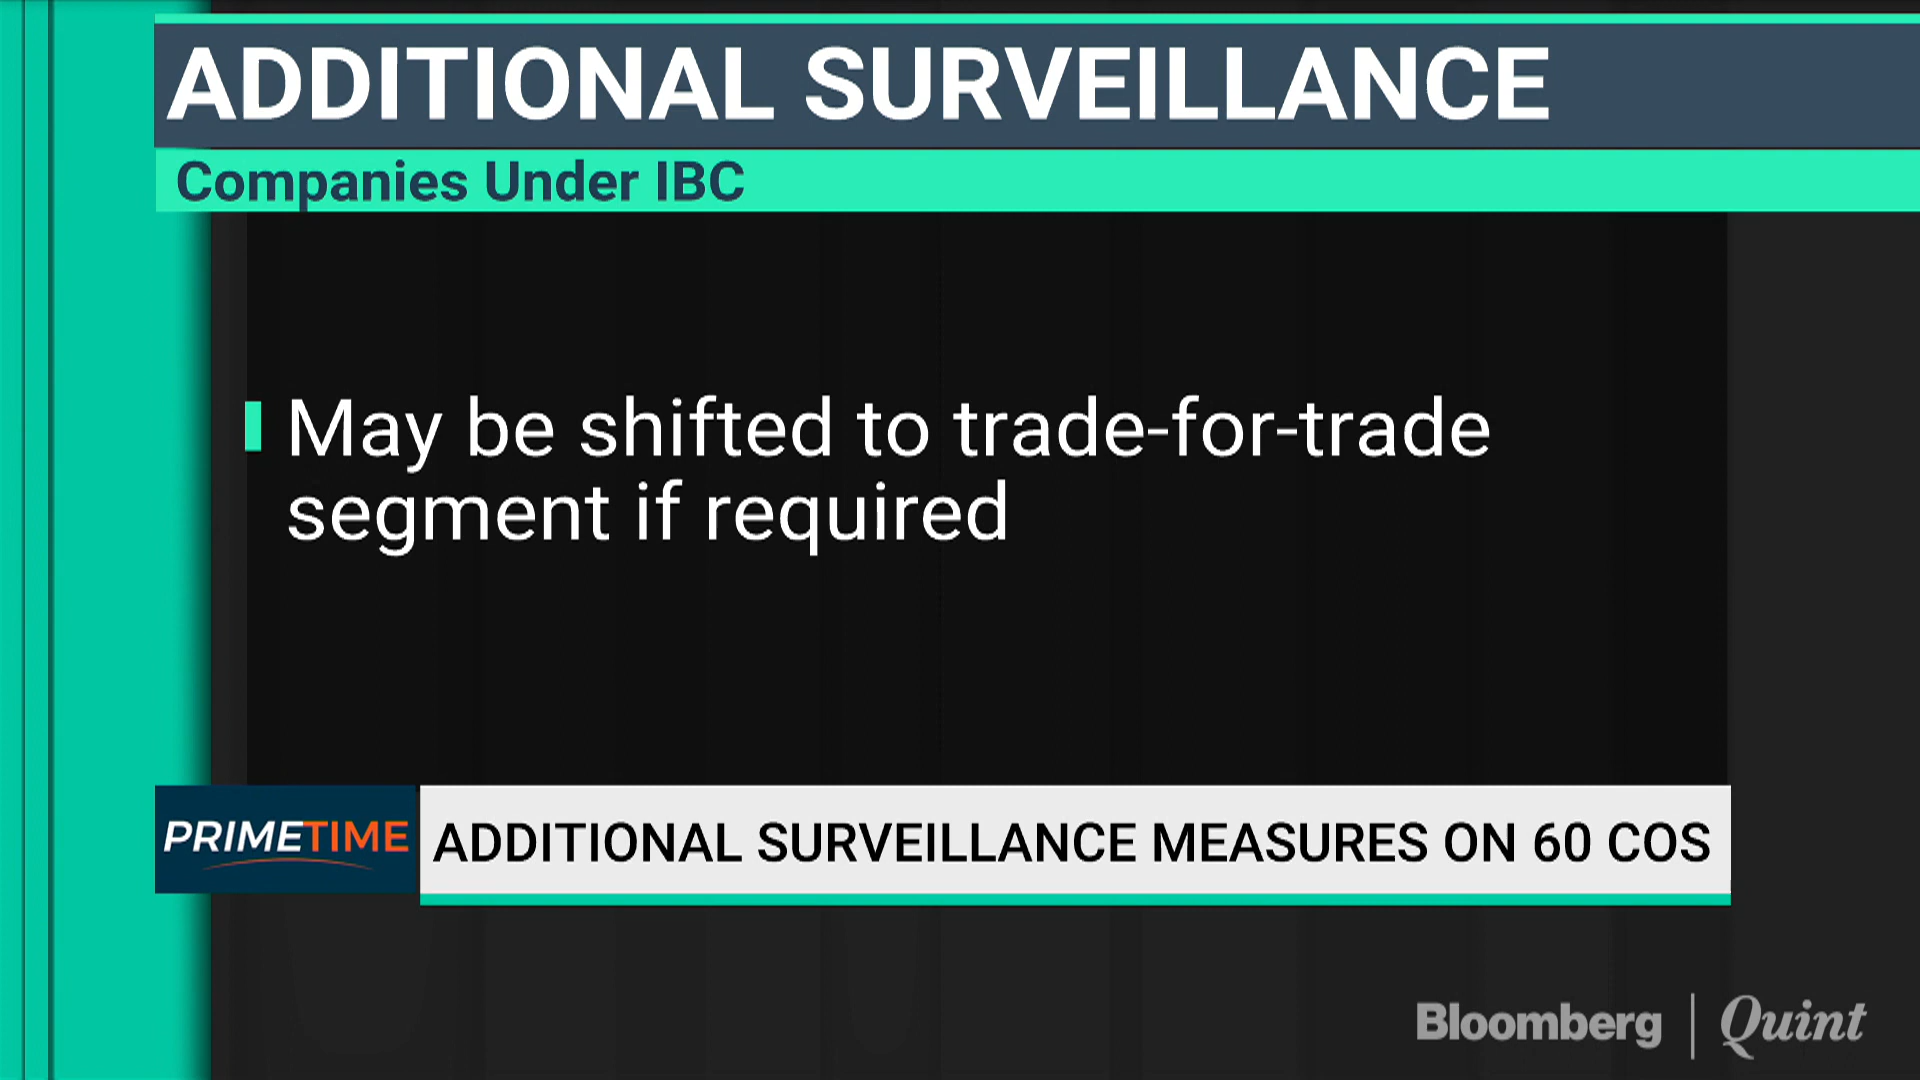 ADDITIONAL SURVEILLANCE
Companies Under IBC
May be shifted to trade-for-trade
segment if required
PRIMETIME
ADDITIONAL SURVEILLANCE MEASURES ON 60 COS
Bloomberg | Quint